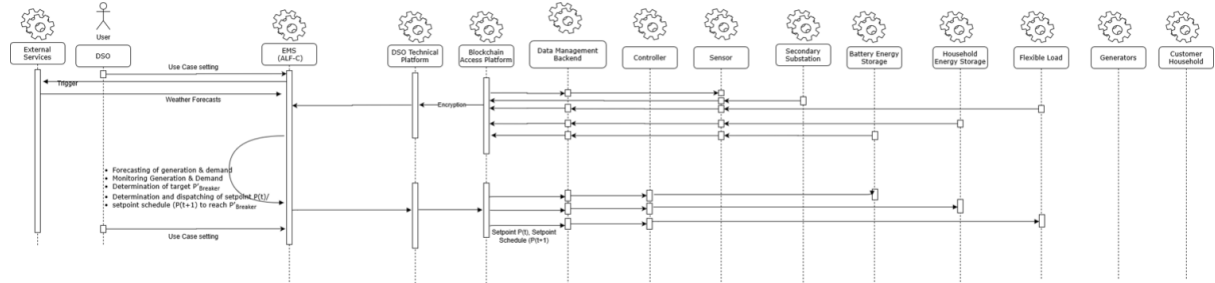 User
External
Services
DSO
EMS
(ALF-C)
DSO Technical
Platform
Blockchain
Access Platform
Data Management
Backend
Controller
Sensor
Secondary
Substation
Battery Energy
Storage
Household
Energy Storage
Flexible Load
Generators
Customer
Household
Use Case setting
Trigger
Weather Forecasts
Encryption
• Forecasting of generation & demand
• Monitoring Generation & Demand
• Determination of target P'Breaker
• Determination and dispatching of setpoint P(t)/
• setpoint schedule (P(t+1) to reach P'Breaker
Use Case setting
Setpoint P(t), Setpoint
Schedule (P(t+1)